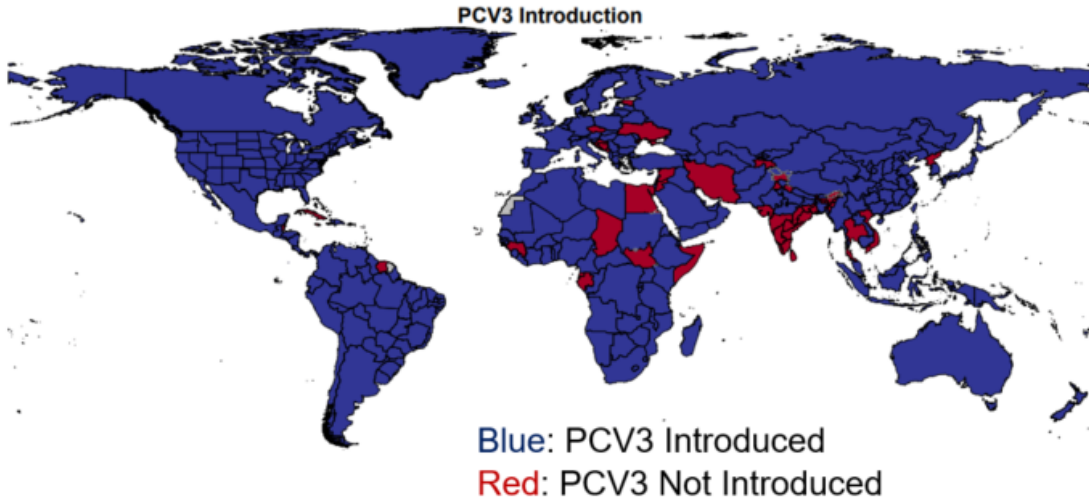 PCV3 Introduction
Blue: PCV3 Introduced
Red: PCV3 Not Introduced